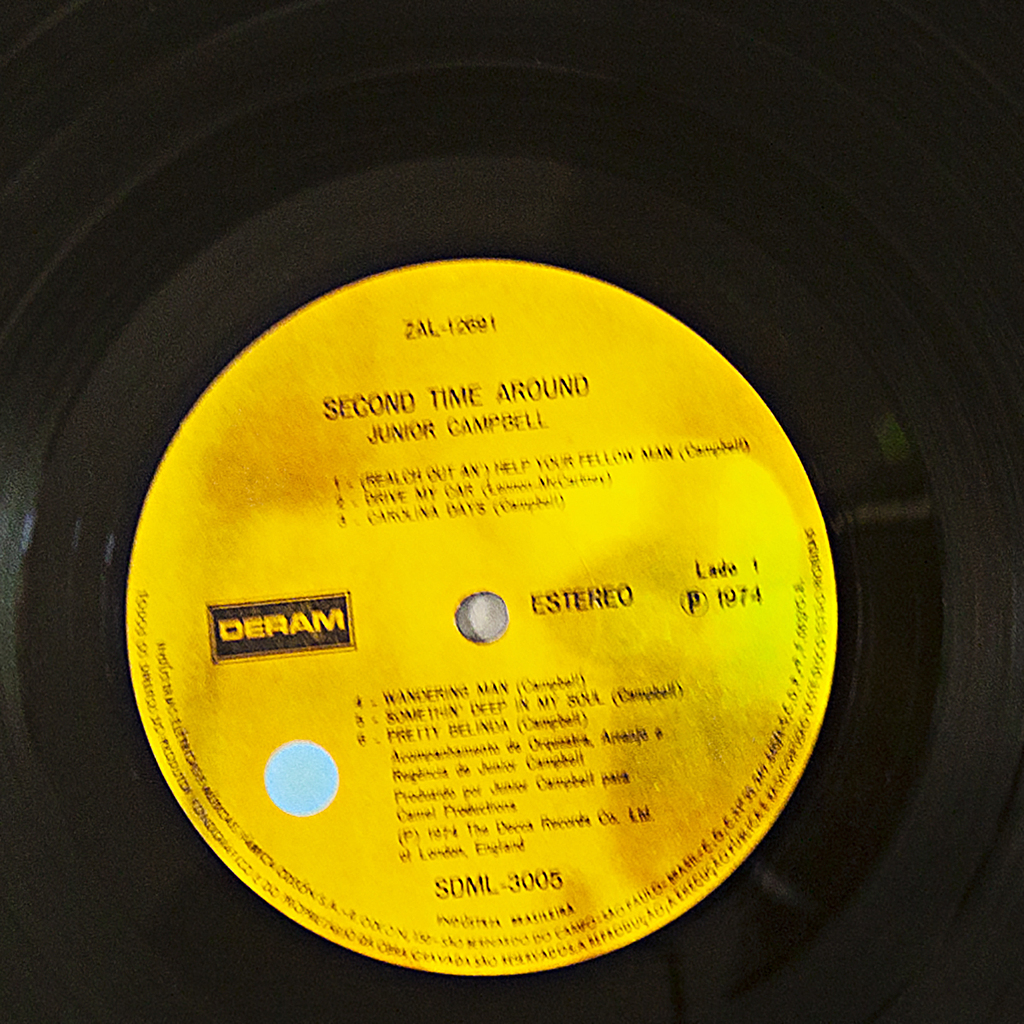 ZAL-12691
SECOND TIME AROUND
JUNIOR CAMPBELL
1 - (REALCH OUT AN') HELP YOUR FELLOW MAN (Campbell)
2 - DRIVE MY CAR (Lennon-McCartney)
3 - CAROLINA DAYS (Campbell)
Lado 1
DERAM
ESTEREO
Ⓟ 1974
4 - WANDERING MAN (Campbell)
5 - SOMETHIN' DEEP IN MY SOUL (Campbell)
6 - PRETTY BELINDA (Campbell)
Acompanhamento de Orquestra, Arranjo e
Regência de Junior Campbell
Produzido por Junior Campbell para
Camel Productions
(P) 1974 The Decca Records Co. Ltd.
of London, England
SDML-3005
INDÚSTRIA BRASILEIRA